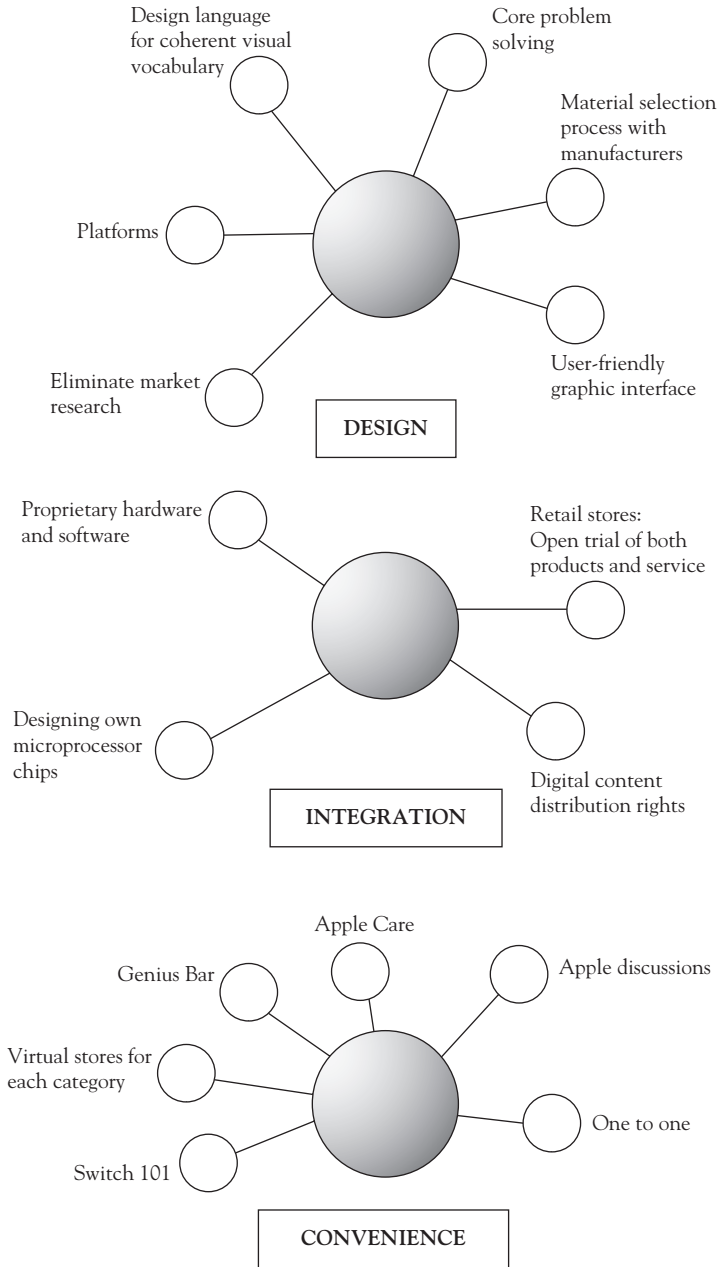 Design language
for coherent visual
vocabulary
Core problem
solving
Material selection
process with
manufacturers
Platforms
User-friendly
graphic interface
Eliminate market
research
DESIGN
Proprietary hardware
and software
Retail stores:
Open trial of both
products and service
Designing own
microprocessor
chips
Digital content
distribution rights
INTEGRATION
Apple Care
Genius Bar
Apple discussions
Virtual stores for
each category
One to one
Switch 101
CONVENIENCE